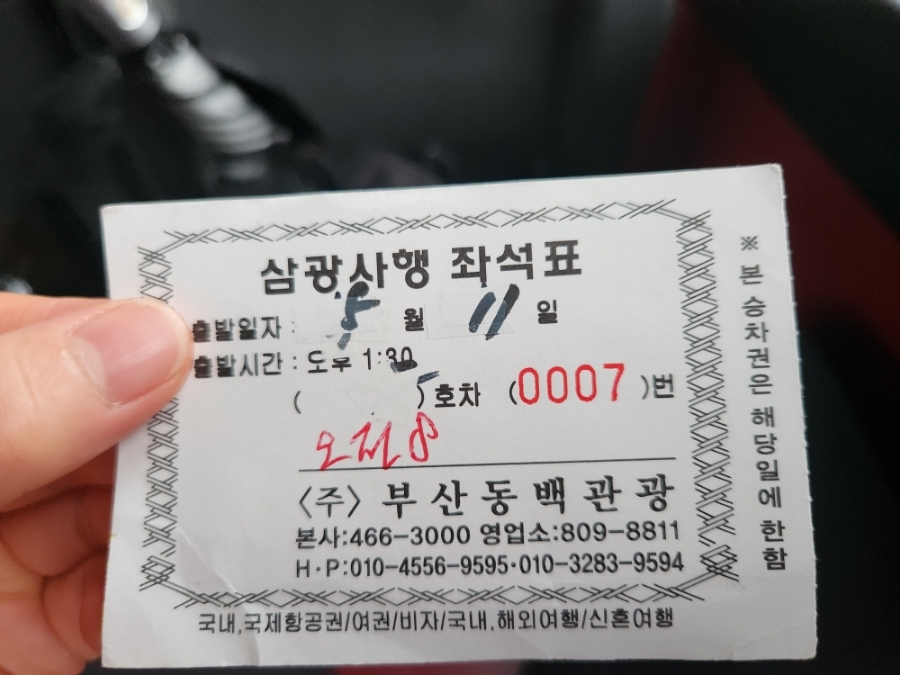 삼광사행 좌석표
출발일자 : 5 월 11 일
출발시간 : 도후 1:30
( 5 ) 호차 (0007)번
오전 8
〈주〉 부산동백관광
본사:466-3000 영업소:809-8811
H·P:010-4556-9595·010-3283-9594
국내,국제항공권/여권/비자/국내,해외여행/신혼여행
※ 본 승차권은 해당일에 한함